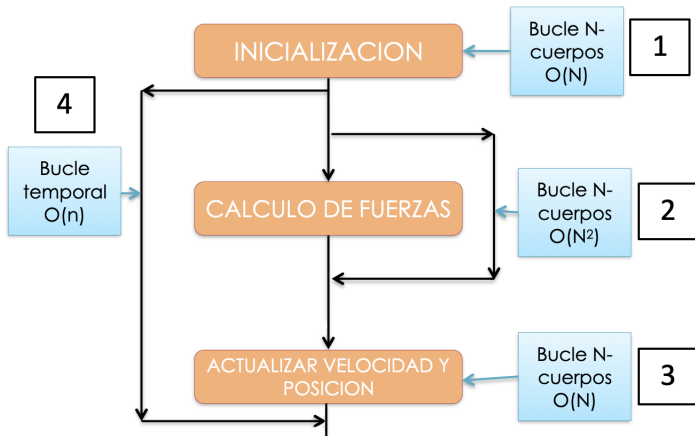 INICIALIZACION
Bucle N-
cuerpos
O(N)
1
4
Bucle
temporal
O(n)
CALCULO DE FUERZAS
Bucle N-
cuerpos
O(N²)
2
ACTUALIZAR VELOCIDAD Y
POSICION
Bucle N-
cuerpos
O(N)
3